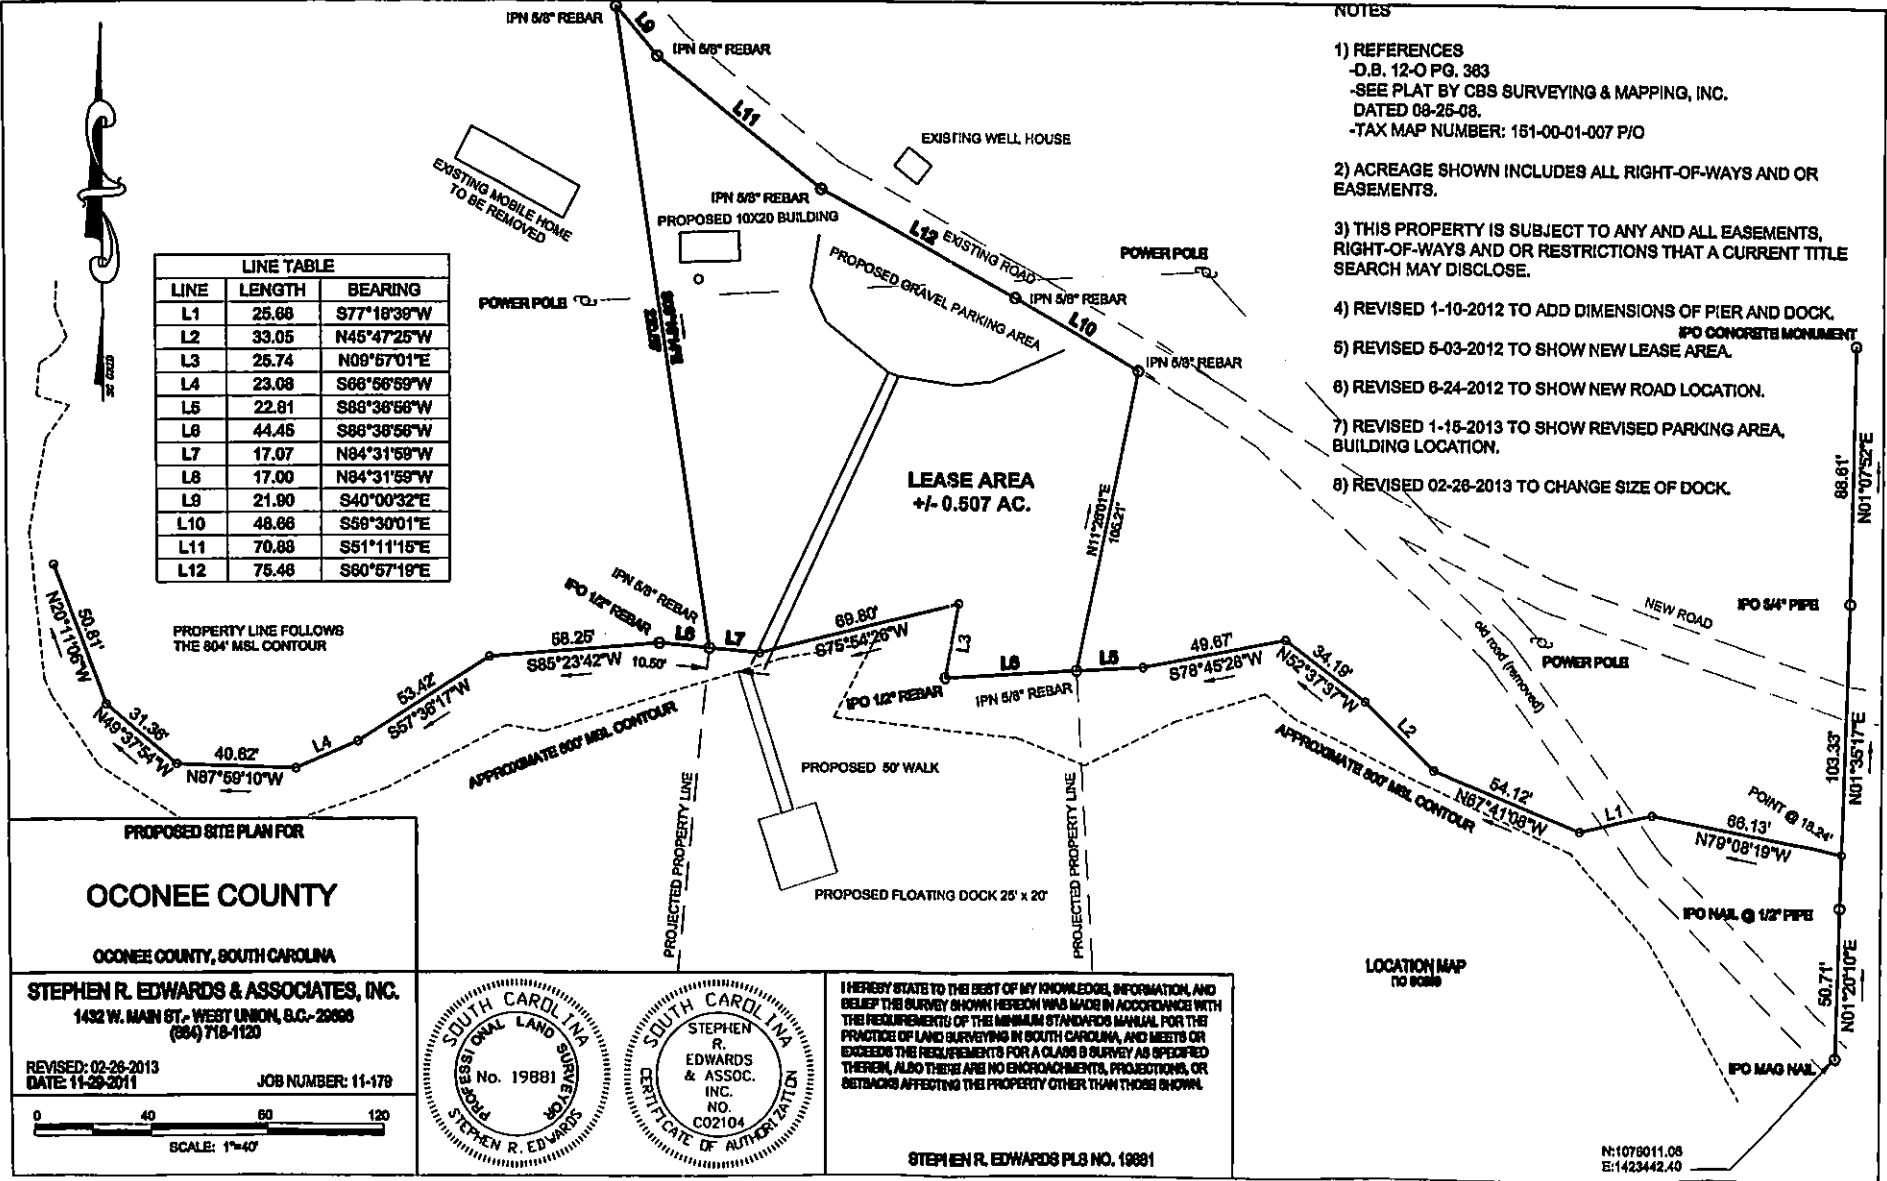 NOTES
1) REFERENCES
-D.B. 12-O PG. 363
-SEE PLAT BY CBS SURVEYING & MAPPING, INC.
DATED 08-25-08.
-TAX MAP NUMBER: 151-00-01-007 P/O
2) ACREAGE SHOWN INCLUDES ALL RIGHT-OF-WAYS AND OR
EASEMENTS.
3) THIS PROPERTY IS SUBJECT TO ANY AND ALL EASEMENTS,
RIGHT-OF-WAYS AND OR RESTRICTIONS THAT A CURRENT TITLE
SEARCH MAY DISCLOSE.
4) REVISED 1-10-2012 TO ADD DIMENSIONS OF PIER AND DOCK.
IPO CONCRETE MONUMENT
5) REVISED 5-03-2012 TO SHOW NEW LEASE AREA.
6) REVISED 6-24-2012 TO SHOW NEW ROAD LOCATION.
7) REVISED 1-15-2013 TO SHOW REVISED PARKING AREA,
BUILDING LOCATION.
8) REVISED 02-26-2013 TO CHANGE SIZE OF DOCK.
IPN 5/8" REBAR
L9
IPN 5/8" REBAR
L11
EXISTING WELL HOUSE
EXISTING MOBILE HOME
TO BE REMOVED
IPN 5/8" REBAR
PROPOSED 10X20 BUILDING
L12
EXISTING ROAD
PROPOSED GRAVEL PARKING AREA
POWER POLE
POWER POLE
IPN 5/8" REBAR
L10
IPN 5/8" REBAR
LINE TABLE
LINE LENGTH BEARING
L1 25.68 S77°18'39"W
L2 33.05 N45°47'25"W
L3 25.74 N09°57'01"E
L4 23.08 S66°56'59"W
L5 22.81 S86°36'56"W
L6 44.45 S86°36'56"W
L7 17.07 N84°31'59"W
L8 17.00 N84°31'59"W
L9 21.90 S40°00'32"E
L10 48.66 S59°30'01"E
L11 70.88 S51°11'15"E
L12 75.46 S60°57'19"E
LEASE AREA
+/- 0.507 AC.
N11°26'01"E
105.21'
88.61'
N01°07'52"E
PROPERTY LINE FOLLOWS
THE 804' MSL CONTOUR
50.81'
N20°11'06"W
31.36'
N49°37'54"W
40.62'
N87°59'10"W
L4
53.42'
S57°36'17"W
68.25'
S85°23'42"W
10.50'
IPO 1/2" REBAR
IPN 5/8" REBAR
L7
69.80'
S75°54'26"W
L3
L6
IPO 1/2" REBAR
IPN 5/8" REBAR
L5
49.67'
S78°45'28"W
34.19'
N52°37'37"W
L2
54.12'
N67°41'08"W
L1
66.13'
N79°08'19"W
POINT @ 18.24'
103.33'
N01°35'17"E
NEW ROAD
IPO 3/4" PIPE
old road (removed)
POWER POLE
APPROXIMATE 800' MSL CONTOUR
APPROXIMATE 800' MSL CONTOUR
PROPOSED 50' WALK
PROJECTED PROPERTY LINE
PROJECTED PROPERTY LINE
PROPOSED FLOATING DOCK 25' x 20'
IPO NAIL @ 1/2" PIPE
50.71'
N01°20'10"E
IPO MAG NAIL
LOCATION MAP
no scale
N:1076011.08
E:1423442.40
PROPOSED SITE PLAN FOR
OCONEE COUNTY
OCONEE COUNTY, SOUTH CAROLINA
STEPHEN R. EDWARDS & ASSOCIATES, INC.
1432 W. MAIN ST.- WEST UNION, S.C.- 29696
(864) 718-1120
REVISED: 02-26-2013
DATE: 11-29-2011 JOB NUMBER: 11-179
0 40 80 120
SCALE: 1"=40'
SOUTH CAROLINA
PROFESSIONAL LAND SURVEYOR
No. 19881
STEPHEN R. EDWARDS
SOUTH CAROLINA
STEPHEN
R.
EDWARDS
& ASSOC.
INC.
NO.
C02104
CERTIFICATE OF AUTHORIZATION
I HEREBY STATE TO THE BEST OF MY KNOWLEDGE, INFORMATION, AND
BELIEF THE SURVEY SHOWN HEREON WAS MADE IN ACCORDANCE WITH
THE REQUIREMENTS OF THE MINIMUM STANDARDS MANUAL FOR THE
PRACTICE OF LAND SURVEYING IN SOUTH CAROLINA, AND MEETS OR
EXCEEDS THE REQUIREMENTS FOR A CLASS B SURVEY AS SPECIFIED
THEREIN, ALSO THERE ARE NO ENCROACHMENTS, PROJECTIONS, OR
SETBACKS AFFECTING THE PROPERTY OTHER THAN THOSE SHOWN.
STEPHEN R. EDWARDS PLS NO. 19881